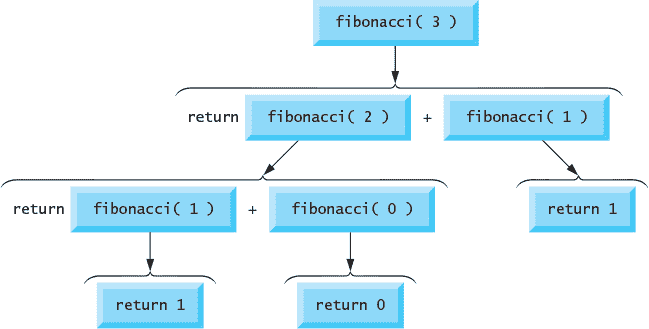 fibonacci( 3 )
return fibonacci( 2 ) + fibonacci( 1 )
return fibonacci( 1 ) + fibonacci( 0 ) return 1
return 1 return 0